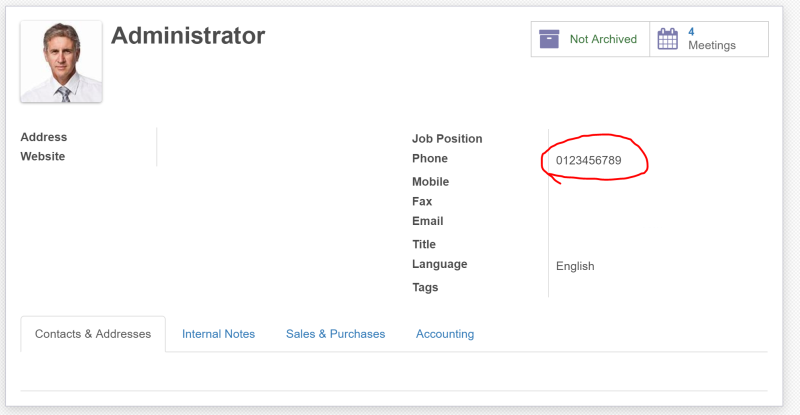 Administrator
Not Archived
4
Meetings
Address
Website
Job Position
Phone 0123456789
Mobile
Fax
Email
Title
Language English
Tags
Contacts & Addresses Internal Notes Sales & Purchases Accounting